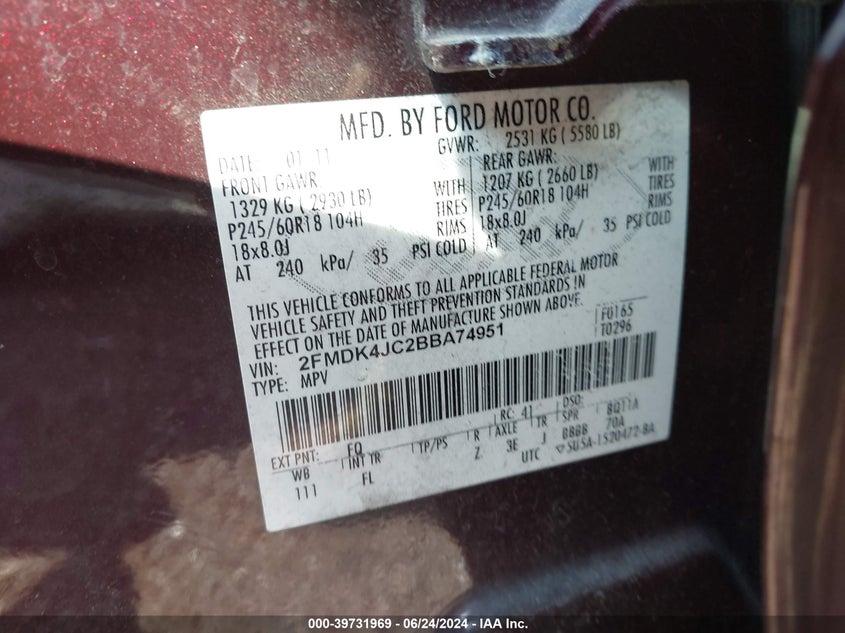 MFD. BY FORD MOTOR CO.
DATE: 01 11 GVWR: 2531 KG ( 5580 LB)
FRONT GAWR: REAR GAWR:
1329 KG ( 2930 LB) WITH 1207 KG ( 2660 LB) WITH
P245/60R18 104H TIRES P245/60R18 104H TIRES
18x8.0J RIMS 18x8.0J RIMS
AT 240 kPa/ 35 PSI COLD AT 240 kPa/ 35 PSI COLD
THIS VEHICLE CONFORMS TO ALL APPLICABLE FEDERAL MOTOR
VEHICLE SAFETY AND THEFT PREVENTION STANDARDS IN
EFFECT ON THE DATE OF MANUFACTURE SHOWN ABOVE.
VIN: 2FMDK4JC2BBA74951 F0165
TYPE: MPV T0296
EXT PNT: FQ RC: 41 DSO:
WB INT TR TP/PS R AXLE TR SPR BQ11A
111 FL Z 3E J BBBB 70A
UTC 5U5A-1520472-BA
000-39731969 - 06/24/2024 - IAA Inc.